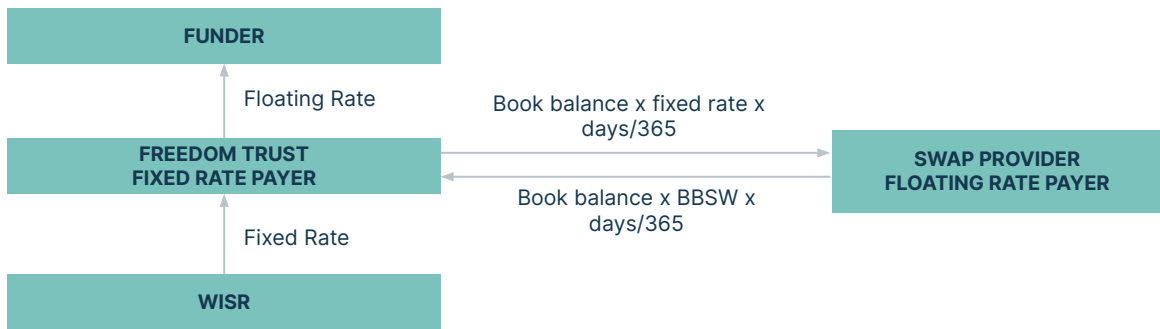 FUNDER
Floating Rate
Book balance x fixed rate x
days/365
FREEDOM TRUST
FIXED RATE PAYER
SWAP PROVIDER
FLOATING RATE PAYER
Book balance x BBSW x
days/365
Fixed Rate
WISR